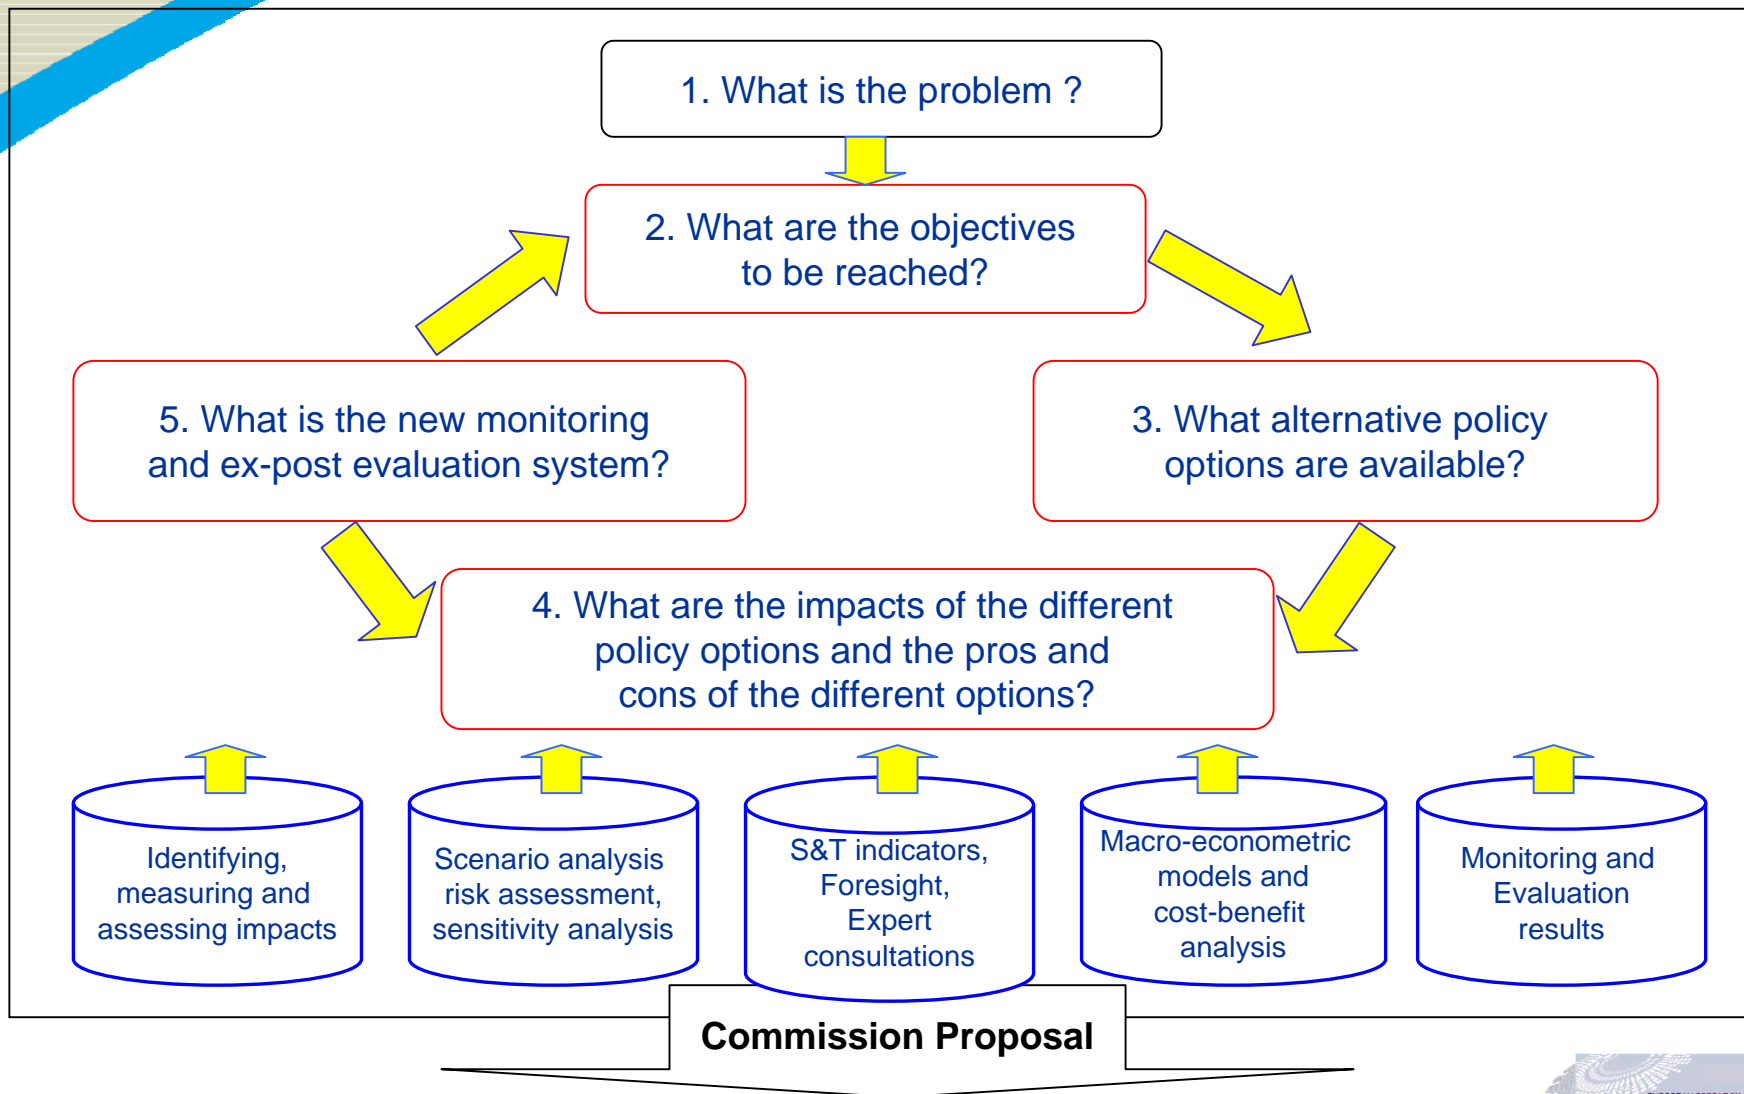 1. What is the problem ?
2. What are the objectives
to be reached?
5. What is the new monitoring
and ex-post evaluation system?
3. What alternative policy
options are available?
4. What are the impacts of the different
policy options and the pros and
cons of the different options?
Identifying,
measuring and
assessing impacts
Scenario analysis
risk assessment,
sensitivity analysis
S&T indicators,
Foresight,
Expert
consultations
Macro-econometric
models and
cost-benefit
analysis
Monitoring and
Evaluation
results
Commission Proposal